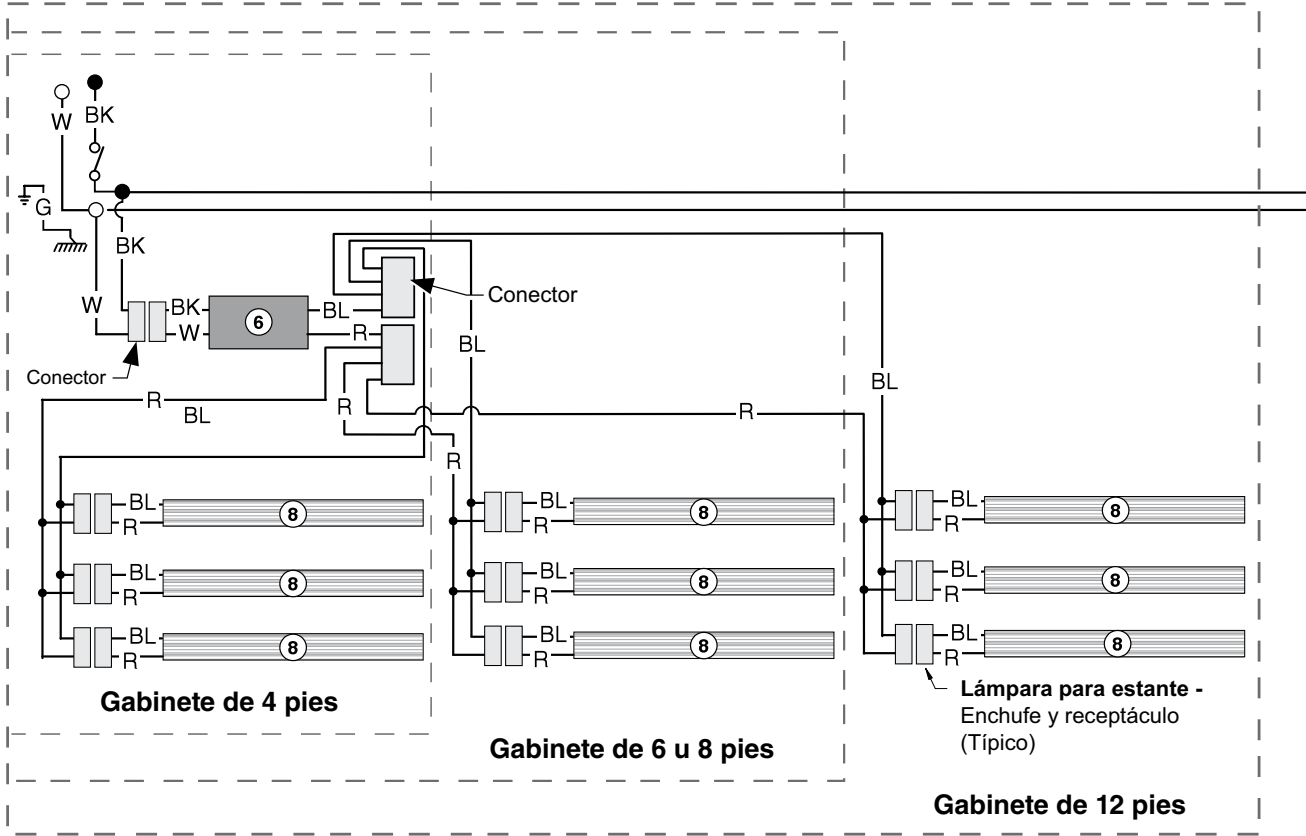 W
BK
G
BK
W
BK
W
6
BL
R
Conector
Conector
BL
BL
R
BL
R
R
R
BL
R
8
BL
R
8
BL
R
8
BL
R
8
BL
R
8
BL
R
8
BL
R
8
BL
R
8
BL
R
8
Gabinete de 4 pies
Gabinete de 6 u 8 pies
Lámpara para estante -
Enchufe y receptáculo
(Típico)
Gabinete de 12 pies